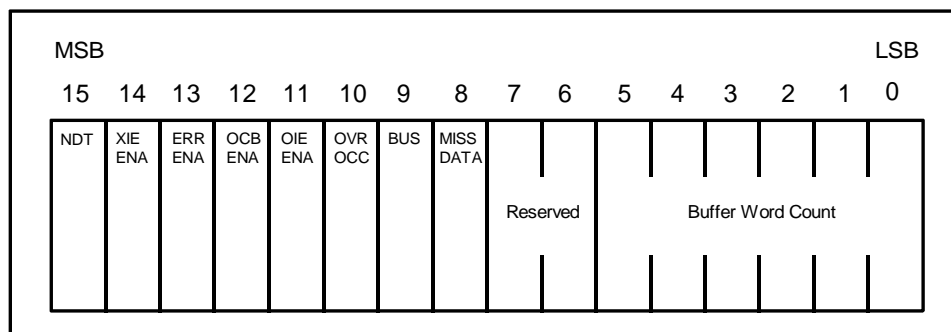 MSB LSB
15 14 13 12 11 10 9 8 7 6 5 4 3 2 1 0
NDT XIE ERR OCB OIE OVR BUS MISS
ENA ENA ENA ENA OCC DATA
Reserved Buffer Word Count